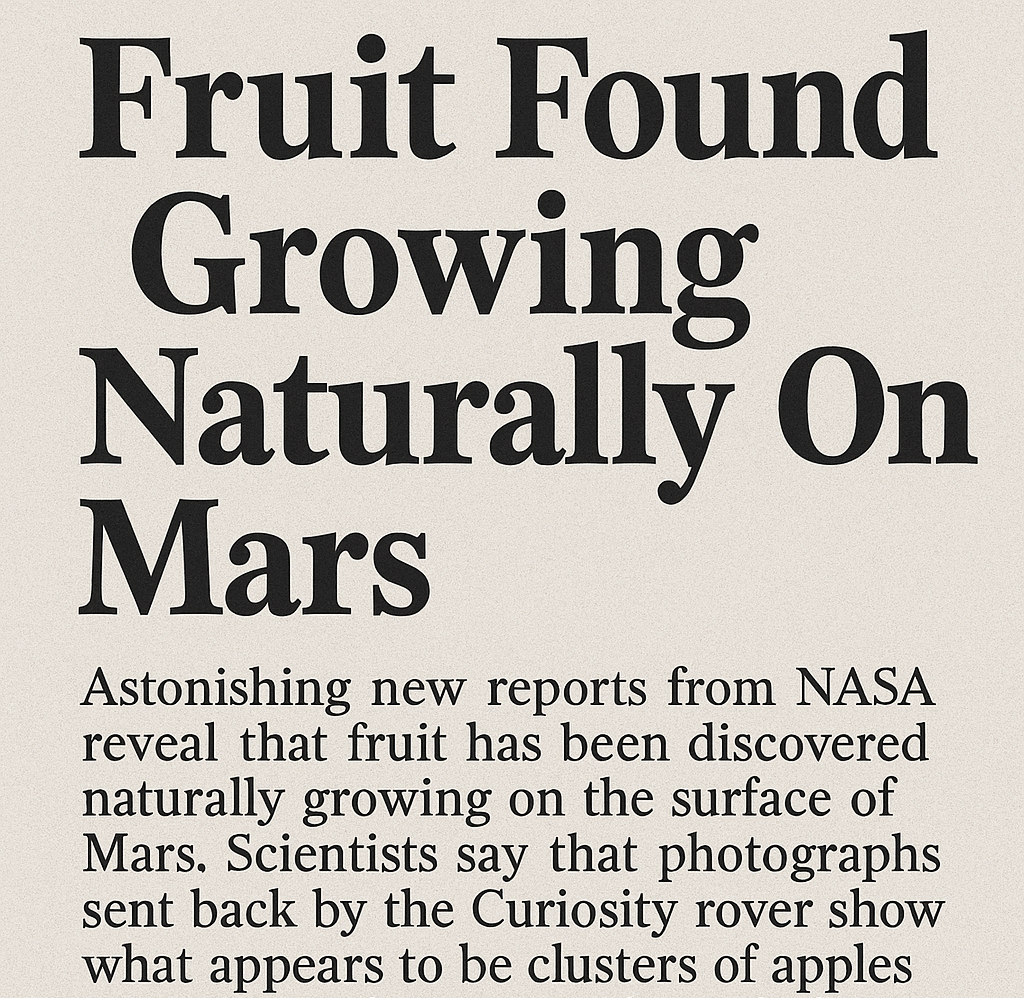 Fruit Found
Growing
Naturally On
Mars
Astonishing new reports from NASA
reveal that fruit has been discovered
naturally growing on the surface of
Mars. Scientists say that photographs
sent back by the Curiosity rover show
what appears to be clusters of apples